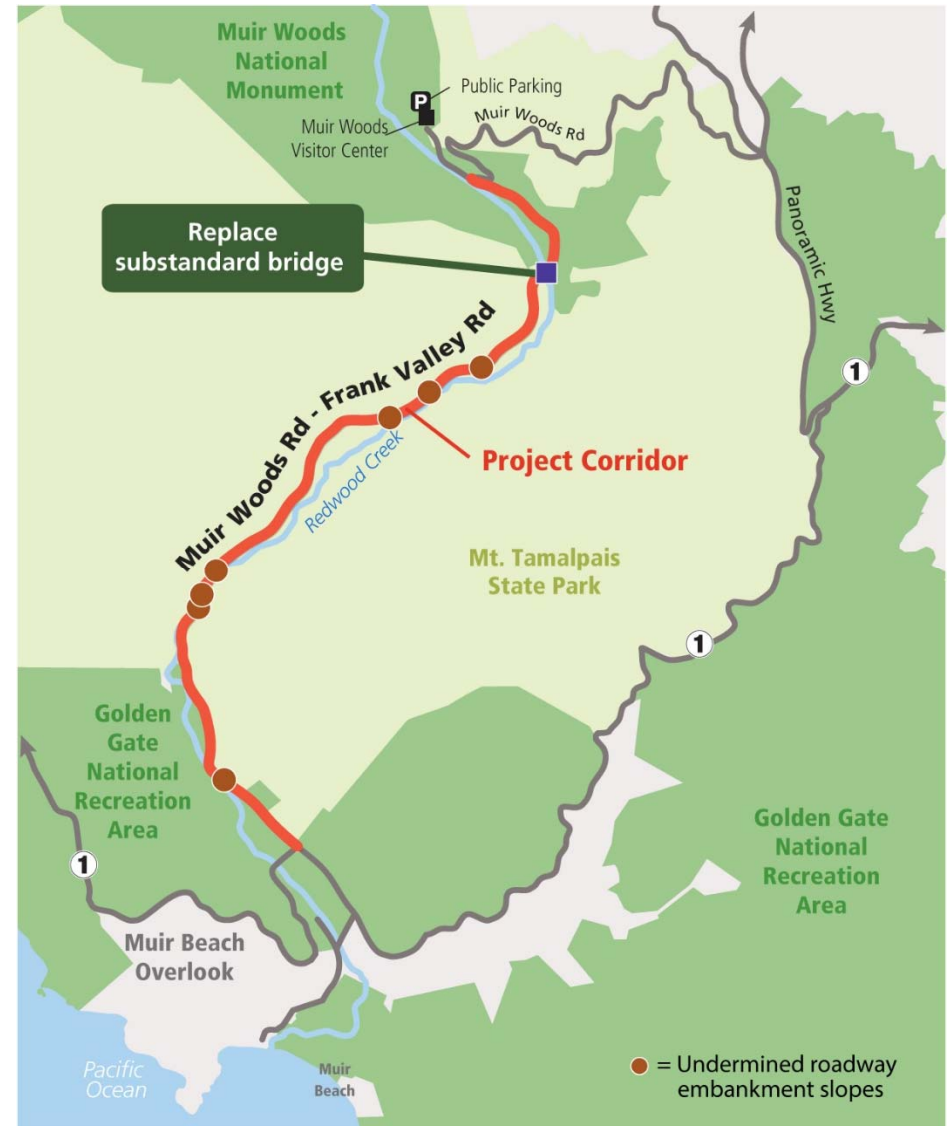 Muir Woods
National
Monument
P
Public Parking
Muir Woods
Visitor Center
Muir Woods Rd
Replace
substandard bridge
Panoramic Hwy
1
Muir Woods Rd - Frank Valley Rd
Project Corridor
Redwood Creek
Mt. Tamalpais
State Park
1
Golden
Gate
National
Recreation
Area
Golden Gate
National
Recreation
Area
1
Muir Beach
Overlook
Pacific
Ocean
Muir
Beach
= Undermined roadway
embankment slopes